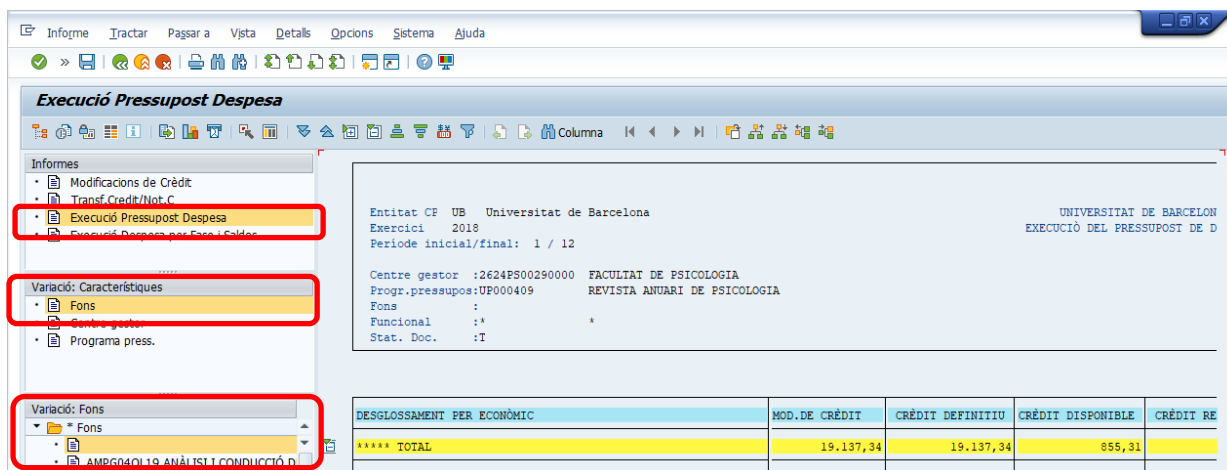 Informe Tractar Passar a Vista Detalls Opcions Sistema Ajuda
Execució Pressupost Despesa
Columna
Informes
Modificacions de Crèdit
Transf.Credit/Not.C
Execució Pressupost Despesa
Execució Despesa per Fase i Saldos
Variació: Característiques
Fons
Centre gestor
Programa press.
Variació: Fons
* Fons
AMPG04OL19 ANÀLISI I CONDUCCIÓ D
Entitat CP UB Universitat de Barcelona UNIVERSITAT DE BARCELON
Exercici 2018 EXECUCIÒ DEL PRESSUPOST DE D
Període inicial/final: 1 / 12
Centre gestor :2624PS00290000 FACULTAT DE PSICOLOGIA
Progr.pressupos:UP000409 REVISTA ANUARI DE PSICOLOGIA
Fons :
Funcional :* *
Stat. Doc. :T
DESGLOSSAMENT PER ECONÒMIC MOD.DE CRÈDIT CRÈDIT DEFINITIU CRÈDIT DISPONIBLE CRÈDIT RE
***** TOTAL 19.137,34 19.137,34 855,31